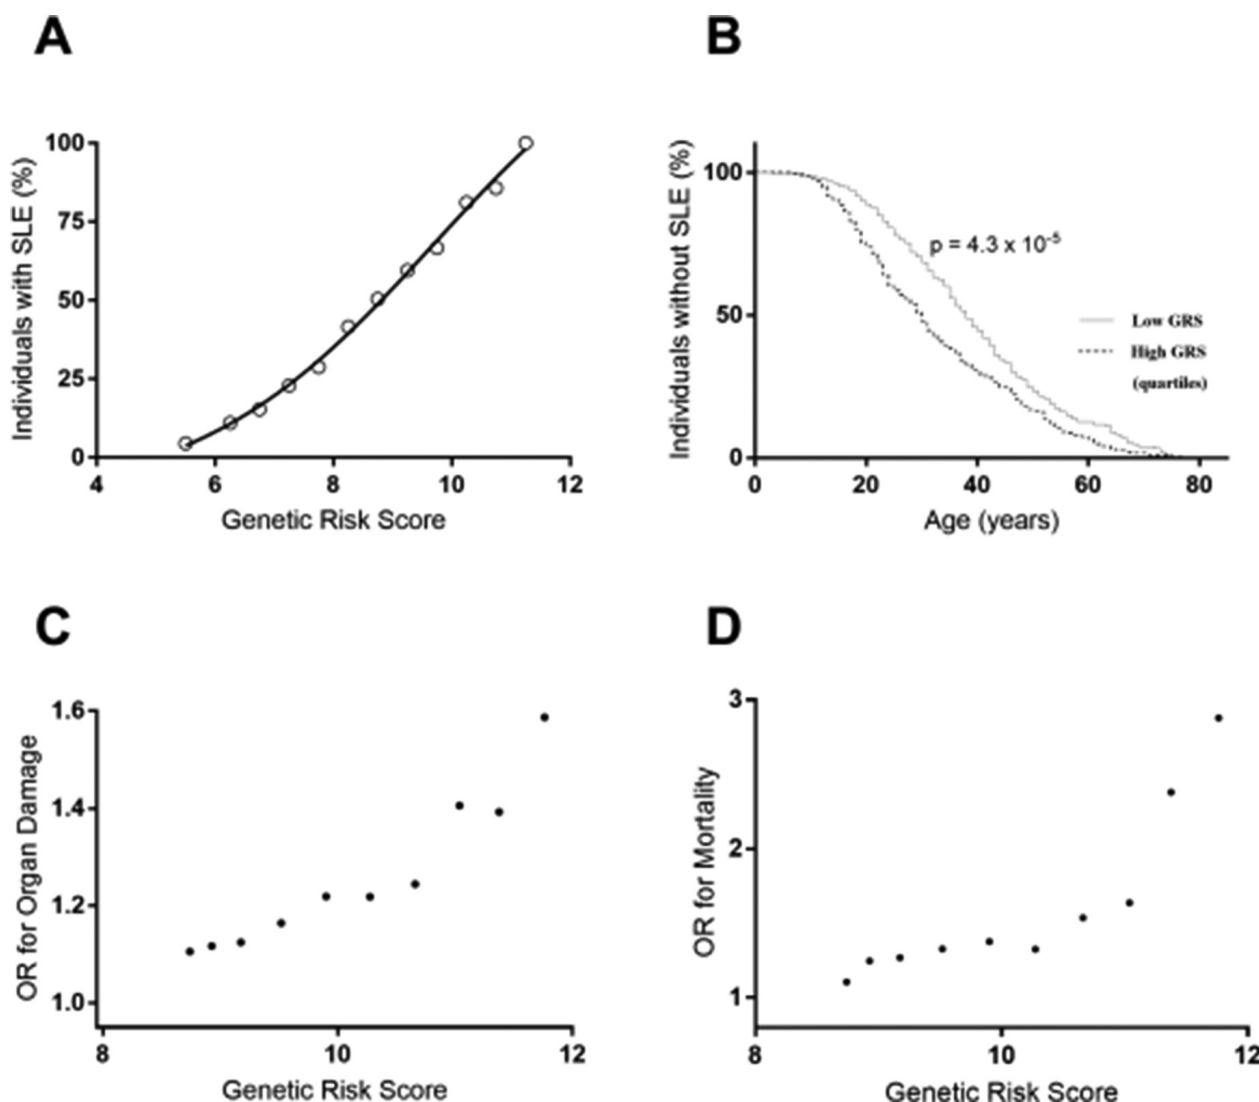 A
Individuals with SLE (%)
100
75
50
25
0
4 6 8 10 12
Genetic Risk Score
B
Individuals without SLE (%)
100
50
0
p = 4.3 x 10⁻⁵
Low GRS
High GRS
(quartiles)
0 20 40 60 80
Age (years)
C
OR for Organ Damage
1.6
1.4
1.2
1.0
8 10 12
Genetic Risk Score
D
OR for Mortality
3
2
1
8 10 12
Genetic Risk Score